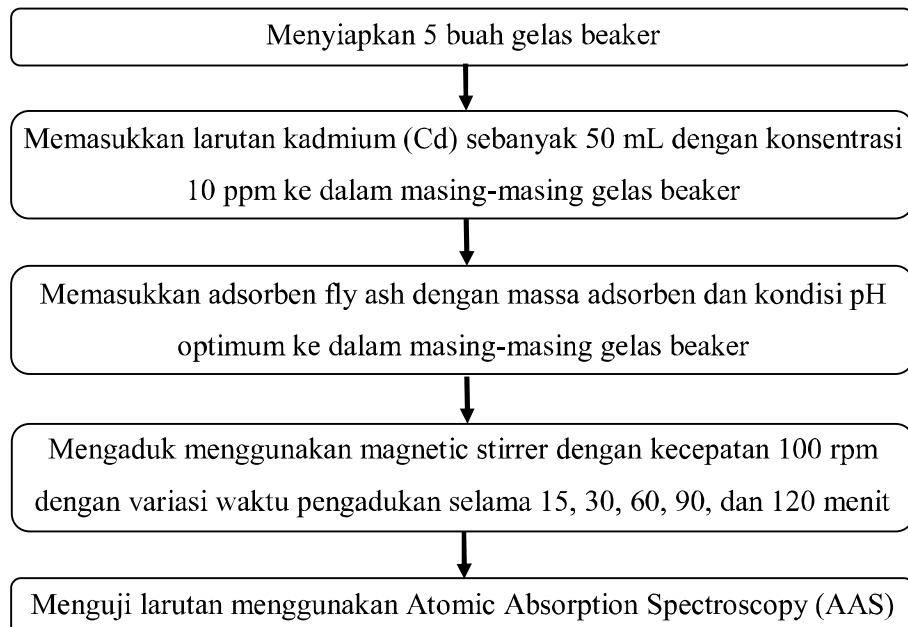 Menyiapkan 5 buah gelas beaker
Memasukkan larutan kadmium (Cd) sebanyak 50 mL dengan konsentrasi
10 ppm ke dalam masing-masing gelas beaker
Memasukkan adsorben fly ash dengan massa adsorben dan kondisi pH
optimum ke dalam masing-masing gelas beaker
Mengaduk menggunakan magnetic stirrer dengan kecepatan 100 rpm
dengan variasi waktu pengadukan selama 15, 30, 60, 90, dan 120 menit
Menguji larutan menggunakan Atomic Absorption Spectroscopy (AAS)